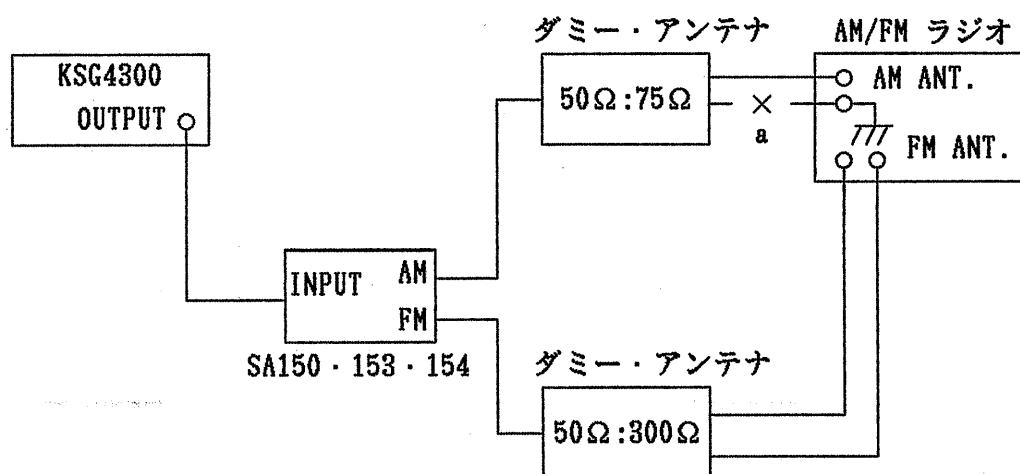 KSG4300
OUTPUT
ダミー・アンテナ
50Ω:75Ω
a
AM/FM ラジオ
AM ANT.
FM ANT.
INPUT
AM
FM
SA150・153・154
ダミー・アンテナ
50Ω:300Ω